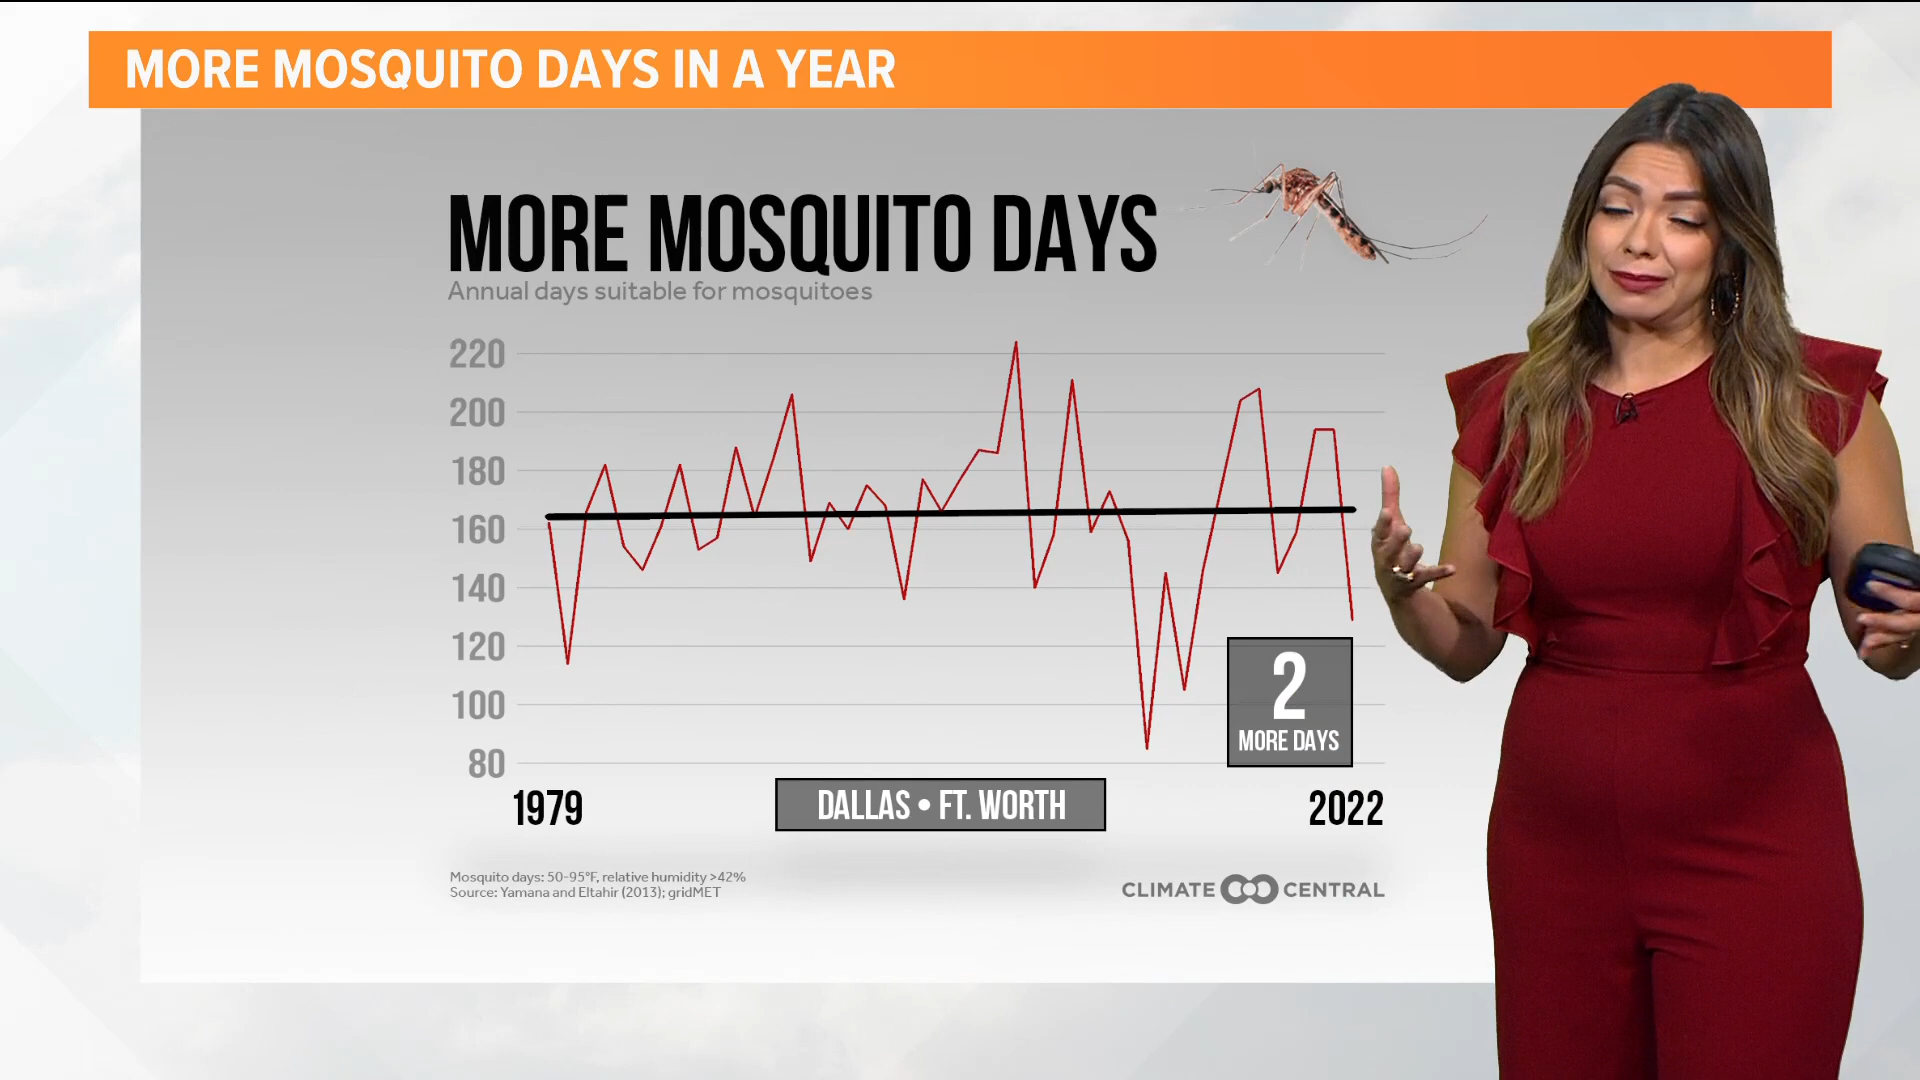 MORE MOSQUITO DAYS IN A YEAR
MORE MOSQUITO DAYS
Annual days suitable for mosquitoes
220
200
180
160
140
120
100
80
2
MORE DAYS
1979
DALLAS • FT. WORTH
2022
Mosquito days: 50-95°F, relative humidity >42%
Source: Yamana and Eltahir (2013); gridMET
CLIMATE CENTRAL